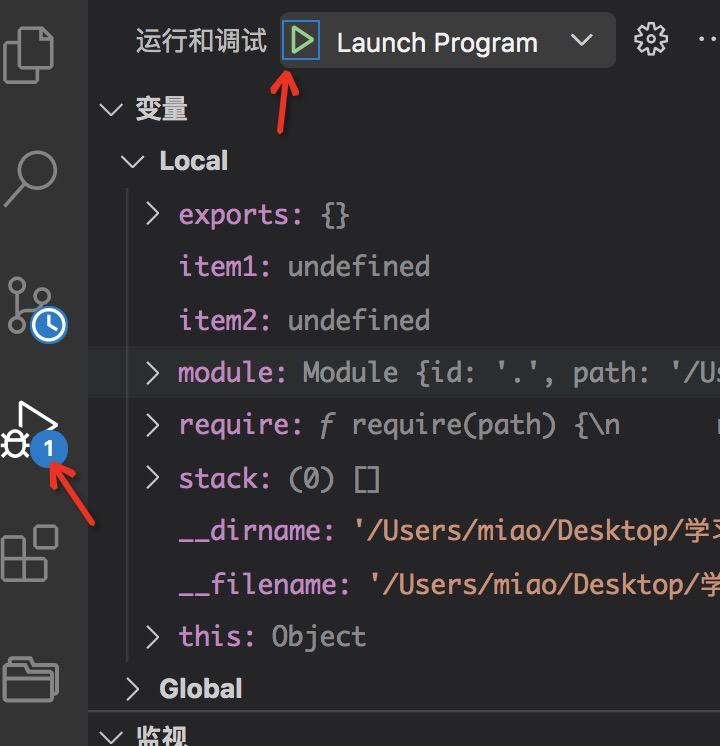 运行和调试 Launch Program
变量
Local
exports: {}
item1: undefined
item2: undefined
module: Module {id: '.', path: '/Us
require: f require(path) {\n
stack: (0) []
__dirname: '/Users/miao/Desktop/学习
__filename: '/Users/miao/Desktop/学
this: Object
Global
监视
1